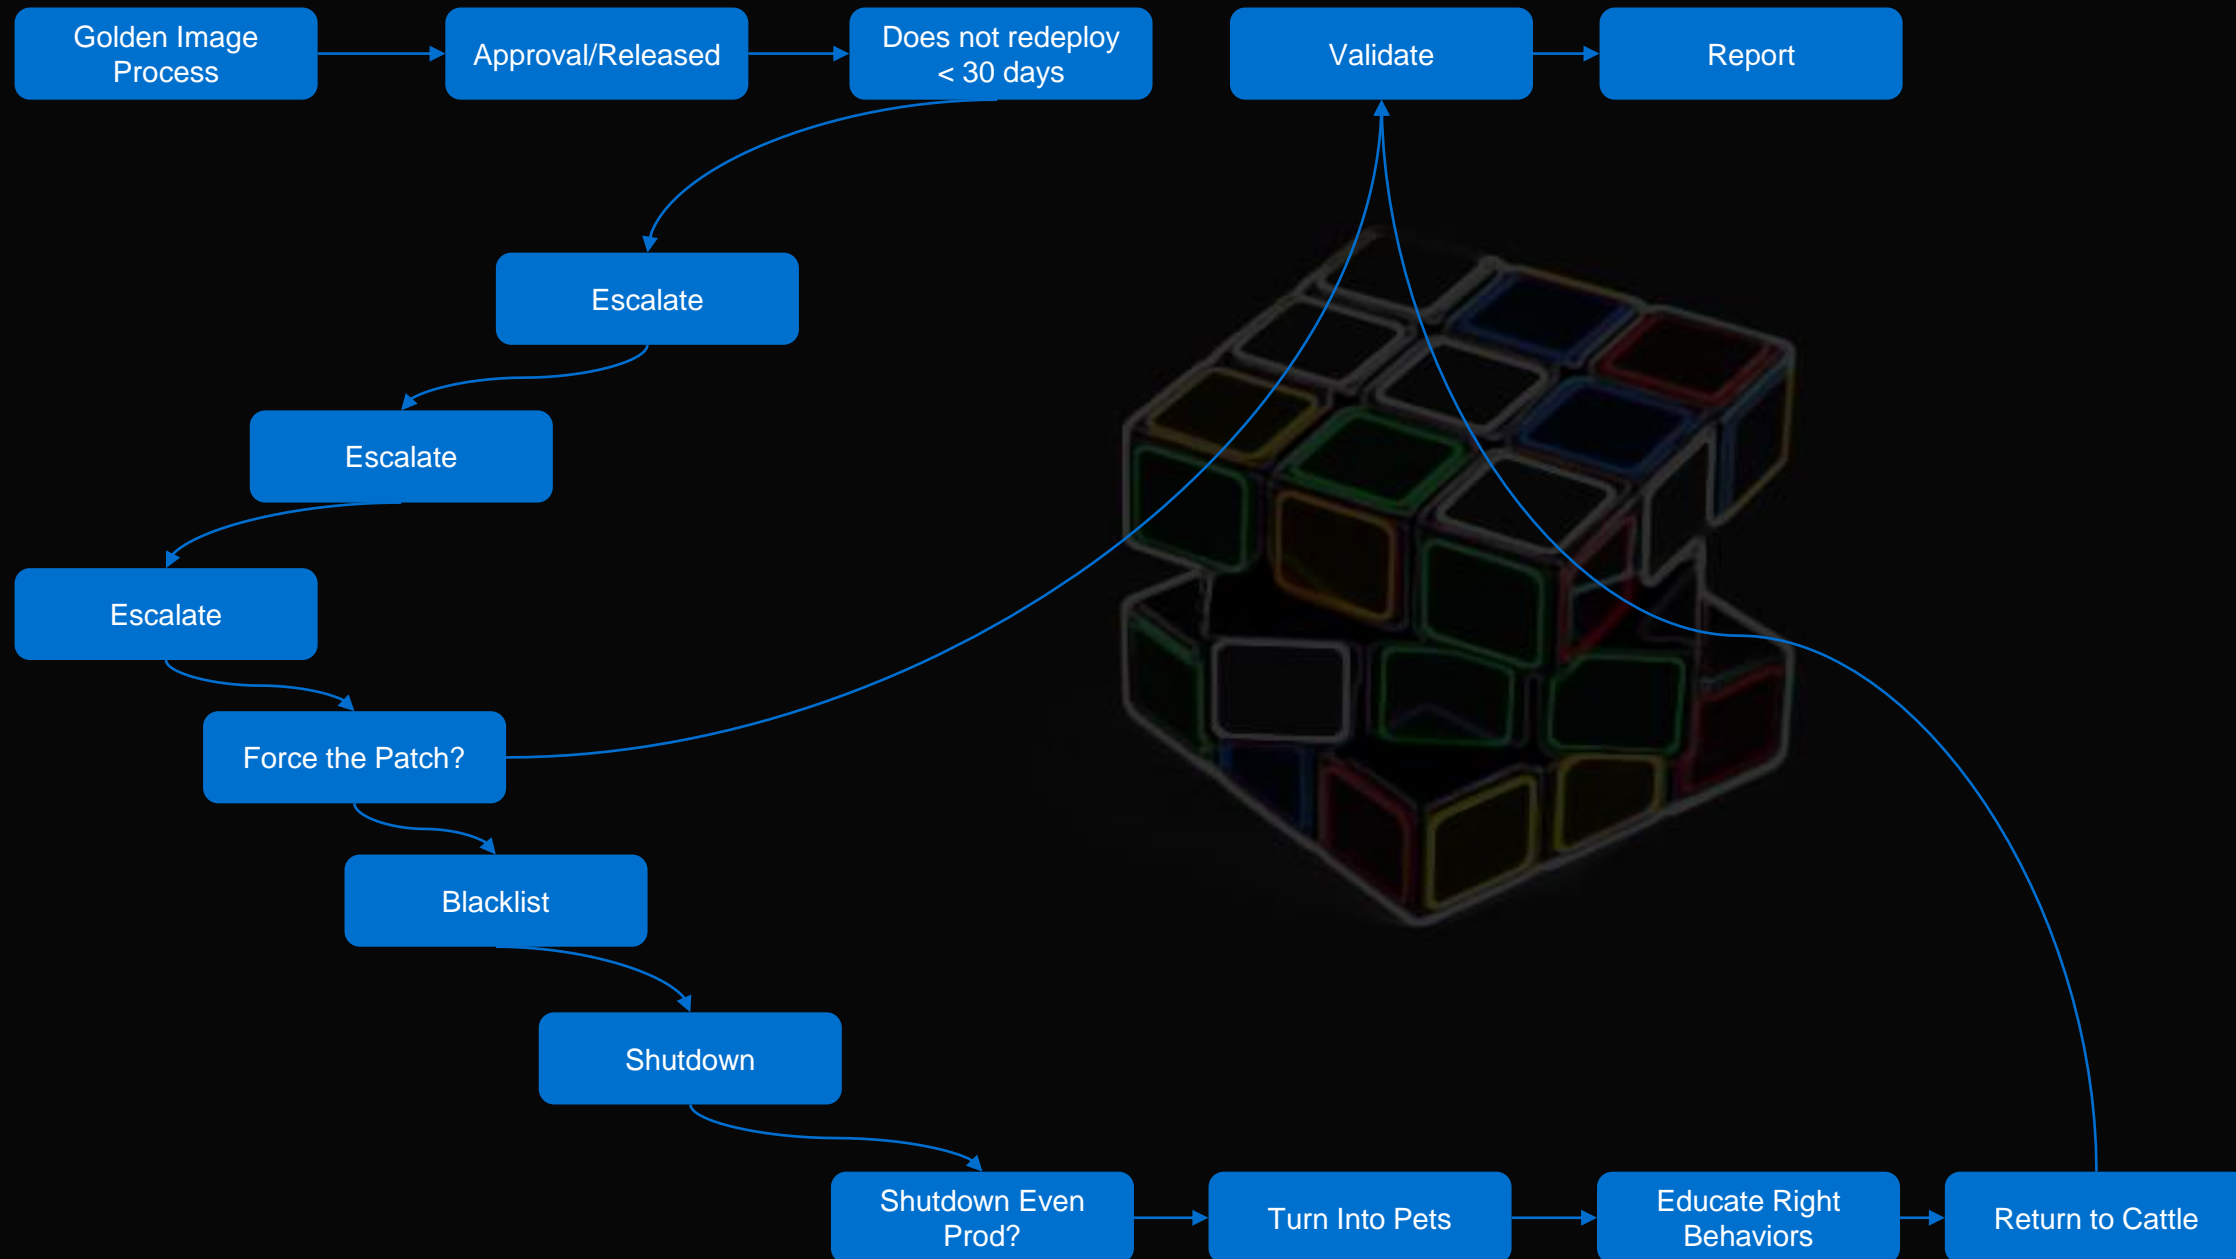 Golden Image
Process
Approval/Released
Does not redeploy
< 30 days
Validate
Report
Escalate
Escalate
Escalate
Force the Patch?
Blacklist
Shutdown
Shutdown Even
Prod?
Turn Into Pets
Educate Right
Behaviors
Return to Cattle